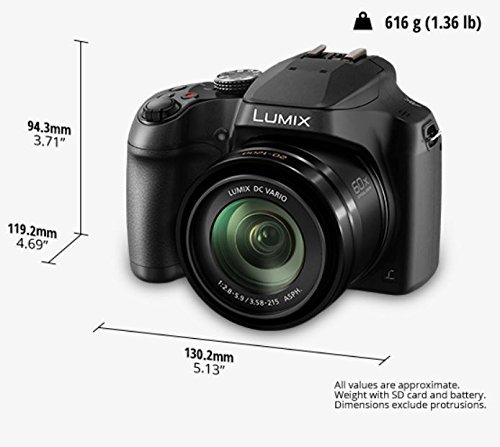 616 g (1.36 lb)
94.3mm
3.71”
LUMIX
20-1200
60x
LUMIX DC VARIO
119.2mm
4.69”
1:2.8-5.9 / 3.58-215 ASPH.
L
130.2mm
5.13”
All values are approximate.
Weight with SD card and battery.
Dimensions exclude protrusions.